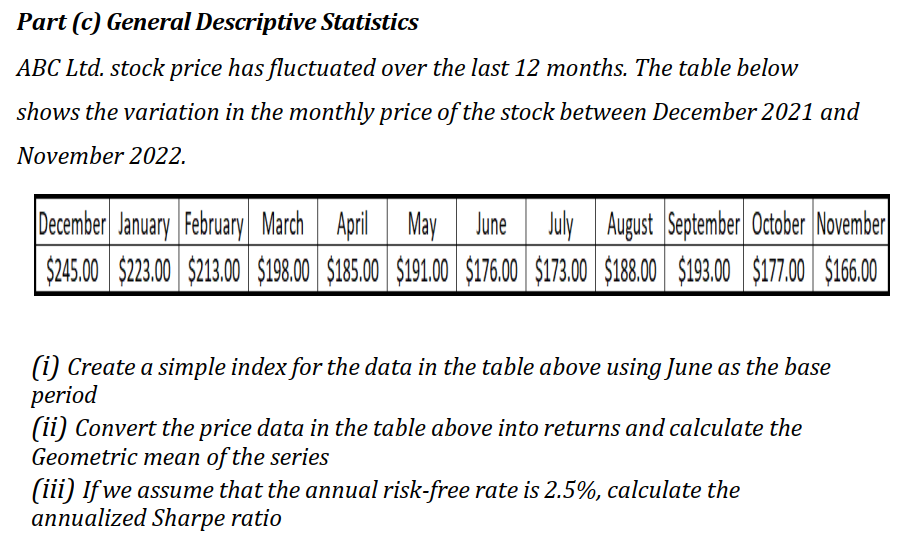 Part (c) General Descriptive Statistics
ABC Ltd. stock price has fluctuated over the last 12 months. The table below
shows the variation in the monthly price of the stock between December 2021 and
November 2022.
December January February March April May June July August September October November
$245.00 $223.00 $213.00 $198.00 $185.00 $191.00 $176.00 $173.00 $188.00 $193.00 $177.00 $166.00
(i) Create a simple index for the data in the table above using June as the base
period
(ii) Convert the price data in the table above into returns and calculate the
Geometric mean of the series
(iii) If we assume that the annual risk-free rate is 2.5%, calculate the
annualized Sharpe ratio